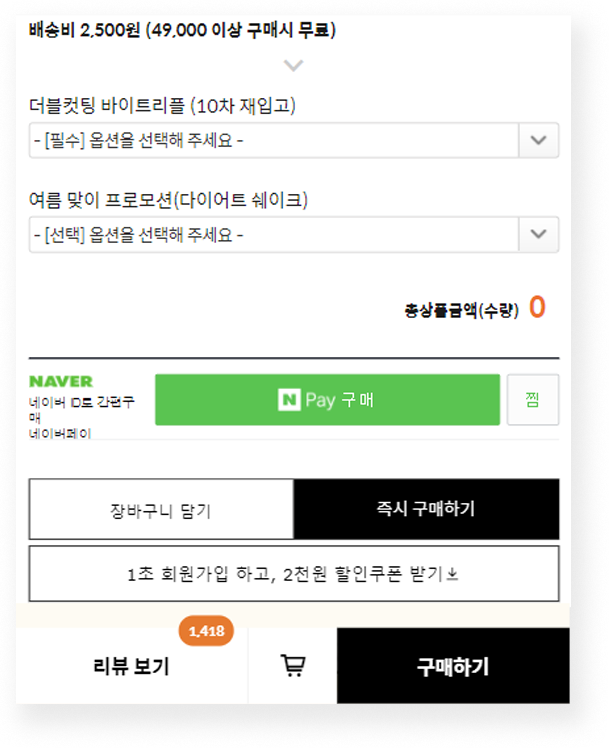 배송비 2,500원 (49,000 이상 구매시 무료)
더블컷팅 바이트리플 (10차 재입고)
- [필수] 옵션을 선택해 주세요 -
여름 맞이 프로모션(다이어트 쉐이크)
- [선택] 옵션을 선택해 주세요 -
총상품금액(수량) 0
NAVER
네이버 ID로 간편구
매
네이버페이
N Pay 구매
찜
장바구니 담기
즉시 구매하기
1초 회원가입 하고, 2천원 할인쿠폰 받기
1,418
리뷰 보기
구매하기